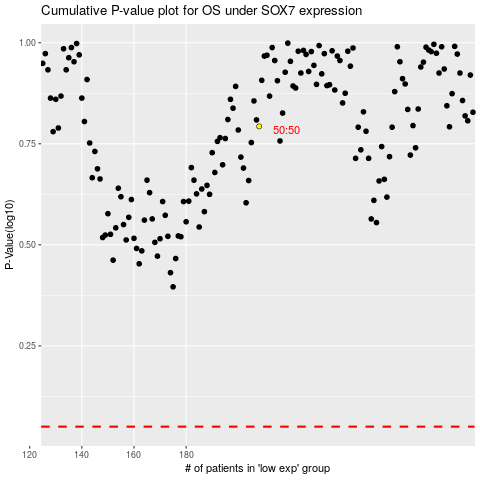 Cumulative P-value plot for OS under SOX7 expression
1.00
50:50
0.75
P-Value(log10)
0.50
0.25
120 140 160 180
# of patients in 'low exp' group